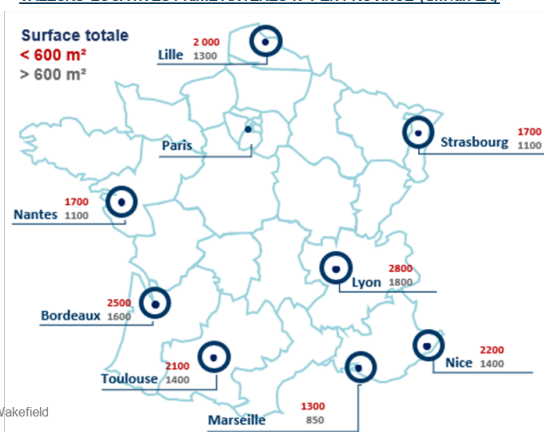 Surface totale
< 600 m²
> 600 m²
Lille
2 000
1300
Paris
Strasbourg
1700
1100
Nantes
1700
1100
Lyon
2800
1800
Bordeaux
2500
1600
Toulouse
2100
1400
Nice
2200
1400
Marseille
1300
850
Wakefield